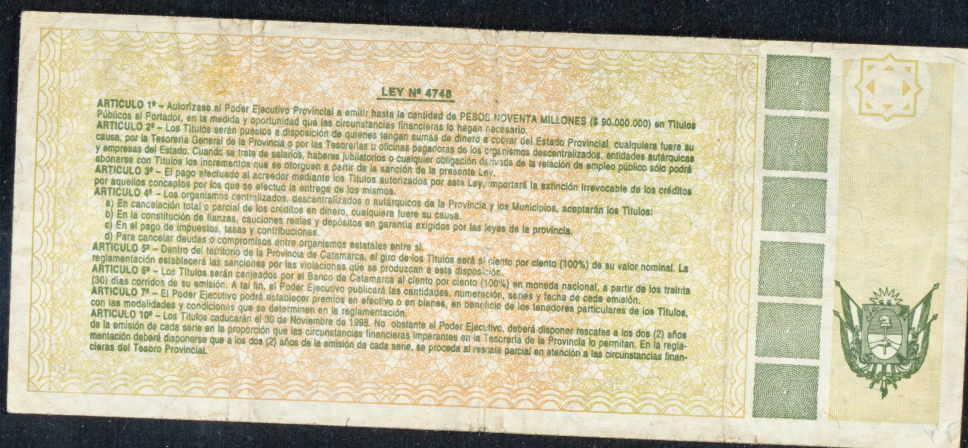 LEY Nº 4748
ARTICULO 1º – Autorízase al Poder Ejecutivo Provincial a emitir hasta la cantidad de PESOS NOVENTA MILLONES ($ 90.000.000) en Títulos
Públicos al Portador, en la medida y oportunidad que las circunstancias financieras lo hagan necesario.
ARTICULO 2º – Los Títulos serán puestos a disposición de quienes tengan sumas de dinero a cobrar del Estado Provincial, cualquiera fuere su
causa, por la Tesorería General de la Provincia o por las Tesorerías u oficinas pagadoras de los organismos descentralizados, entidades autárquicas
y empresas del Estado. Cuando se trate de salarios, haberes jubilatorios o cualquier obligación derivada de la relación de empleo público sólo podrá
abonarse con Títulos los incrementos que se otorguen a partir de la sanción de la presente Ley.
ARTICULO 3º – El pago efectuado al acreedor mediante los Títulos autorizados por esta Ley, importará la extinción irrevocable de los créditos
por aquellos conceptos por los que se efectuó la entrega de los mismos.
ARTICULO 4º – Los organismos centralizados, descentralizados o autárquicos de la Provincia y los Municipios, aceptarán los Títulos:
a) En cancelación total o parcial de los créditos en dinero, cualquiera fuere su causa.
b) En la constitución de fianzas, cauciones reales y depósitos en garantía exigidos por las leyes de la provincia.
c) En el pago de impuestos, tasas y contribuciones.
d) Para cancelar deudas o compromisos entre organismos estatales entre sí.
ARTICULO 5º – Dentro del territorio de la Provincia de Catamarca, el giro de los Títulos será al ciento por ciento (100%) de su valor nominal. La
reglamentación establecerá las sanciones por las violaciones que se produzcan a esta disposición.
ARTICULO 6º – Los Títulos serán canjeados por el Banco de Catamarca al ciento por ciento (100%) en moneda nacional, a partir de los treinta
(30) días corridos de su emisión. A tal fin, el Poder Ejecutivo publicará las cantidades, numeración, series y fecha de cada emisión.
ARTICULO 7º – El Poder Ejecutivo podrá establecer premios en efectivo o en bienes, en beneficio de los tenedores particulares de los Títulos,
con las modalidades y condiciones que se determinen en la reglamentación.
ARTICULO 10º – Los Títulos caducarán el 30 de Noviembre de 1998. No obstante el Poder Ejecutivo, deberá disponer rescates a los dos (2) años
de la emisión de cada serie en la proporción que las circunstancias financieras imperantes en la Tesorería de la Provincia lo permitan. En la regla-
mentación deberá disponerse que a los dos (2) años de la emisión de cada serie, se proceda al rescate parcial en atención a las circunstancias finan-
cieras del Tesoro Provincial.